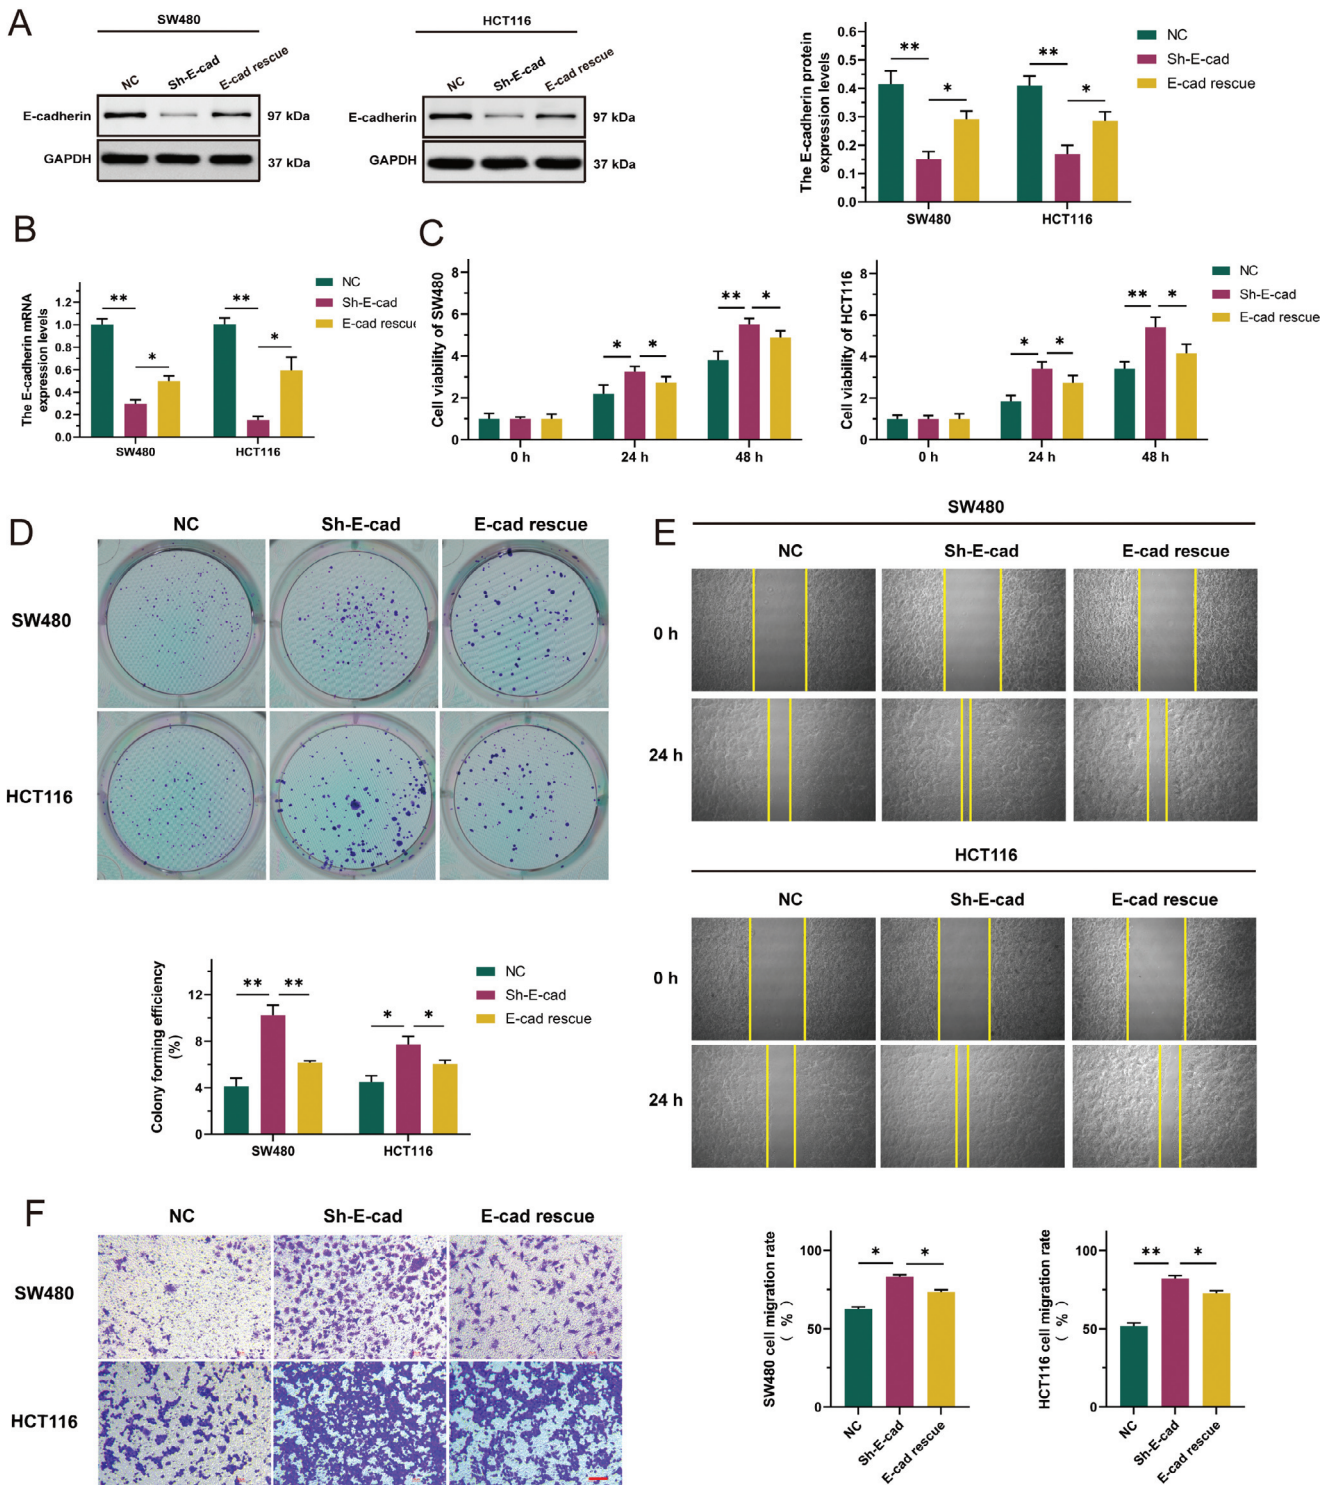 A
SW480
NC
Sh-E-cad
E-cad rescue
E-cadherin
97 kDa
GAPDH
37 kDa
HCT116
NC
Sh-E-cad
E-cad rescue
E-cadherin
97 kDa
GAPDH
37 kDa
The E-cadherin protein
expression levels
0.6
0.5
0.4
0.3
0.2
0.1
0.0
**
*
**
*
SW480
HCT116
NC
Sh-E-cad
E-cad rescue
B
The E-cadherin mRNA
expression levels
1.2
1.0
0.8
0.6
0.4
0.2
0.0
**
*
**
*
SW480
HCT116
NC
Sh-E-cad
E-cad rescu
C
Cell viability of SW480
8
6
4
2
0
*
*
**
*
0 h
24 h
48 h
Cell viability of HCT116
8
6
4
2
0
*
*
**
*
0 h
24 h
48 h
NC
Sh-E-cad
E-cad rescue
D
NC
Sh-E-cad
E-cad rescue
SW480
HCT116
Colony forming efficiency
(%)
12
8
4
0
**
**
*
*
SW480
HCT116
NC
Sh-E-cad
E-cad rescue
E
SW480
NC
Sh-E-cad
E-cad rescue
0 h
24 h
HCT116
NC
Sh-E-cad
E-cad rescue
0 h
24 h
SW480 cell migration rate
( % )
100
50
0
*
*
NC
Sh-E-cad
E-cad rescue
HCT116 cell migration rate
( % )
100
50
0
**
*
NC
Sh-E-cad
E-cad rescue
F
NC
Sh-E-cad
E-cad rescue
SW480
HCT116